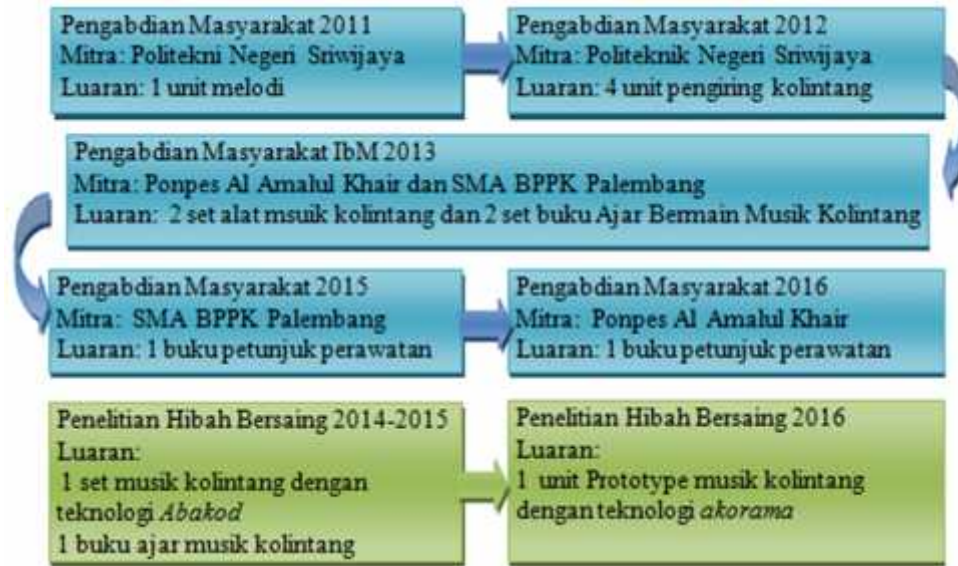 Pengabdian Masyarakat 2011
Mitra: Politekni Negeri Sriwijaya
Luaran: 1 unit melodi
Pengabdian Masyarakat 2012
Mitra: Politeknik Negeri Sriwijaya
Luaran: 4 unit pengiring kolintang
Pengabdian Masyarakat IbM 2013
Mitra: Ponpes Al Amalul Khair dan SMA BPPK Palembang
Luaran: 2 set alat msuik kolintang dan 2 set buku Ajar Bermain Musik Kolintang
Pengabdian Masyarakat 2015
Mitra: SMA BPPK Palembang
Luaran: 1 buku petunjuk perawatan
Pengabdian Masyarakat 2016
Mitra: Ponpes Al Amalul Khair
Luaran: 1 buku petunjuk perawatan
Penelitian Hibah Bersaing 2014-2015
Luaran:
1 set musik kolintang dengan
teknologi Abakod
1 buku ajar musik kolintang
Penelitian Hibah Bersaing 2016
Luaran:
1 unit Prototype musik kolintang
dengan teknologi akorama